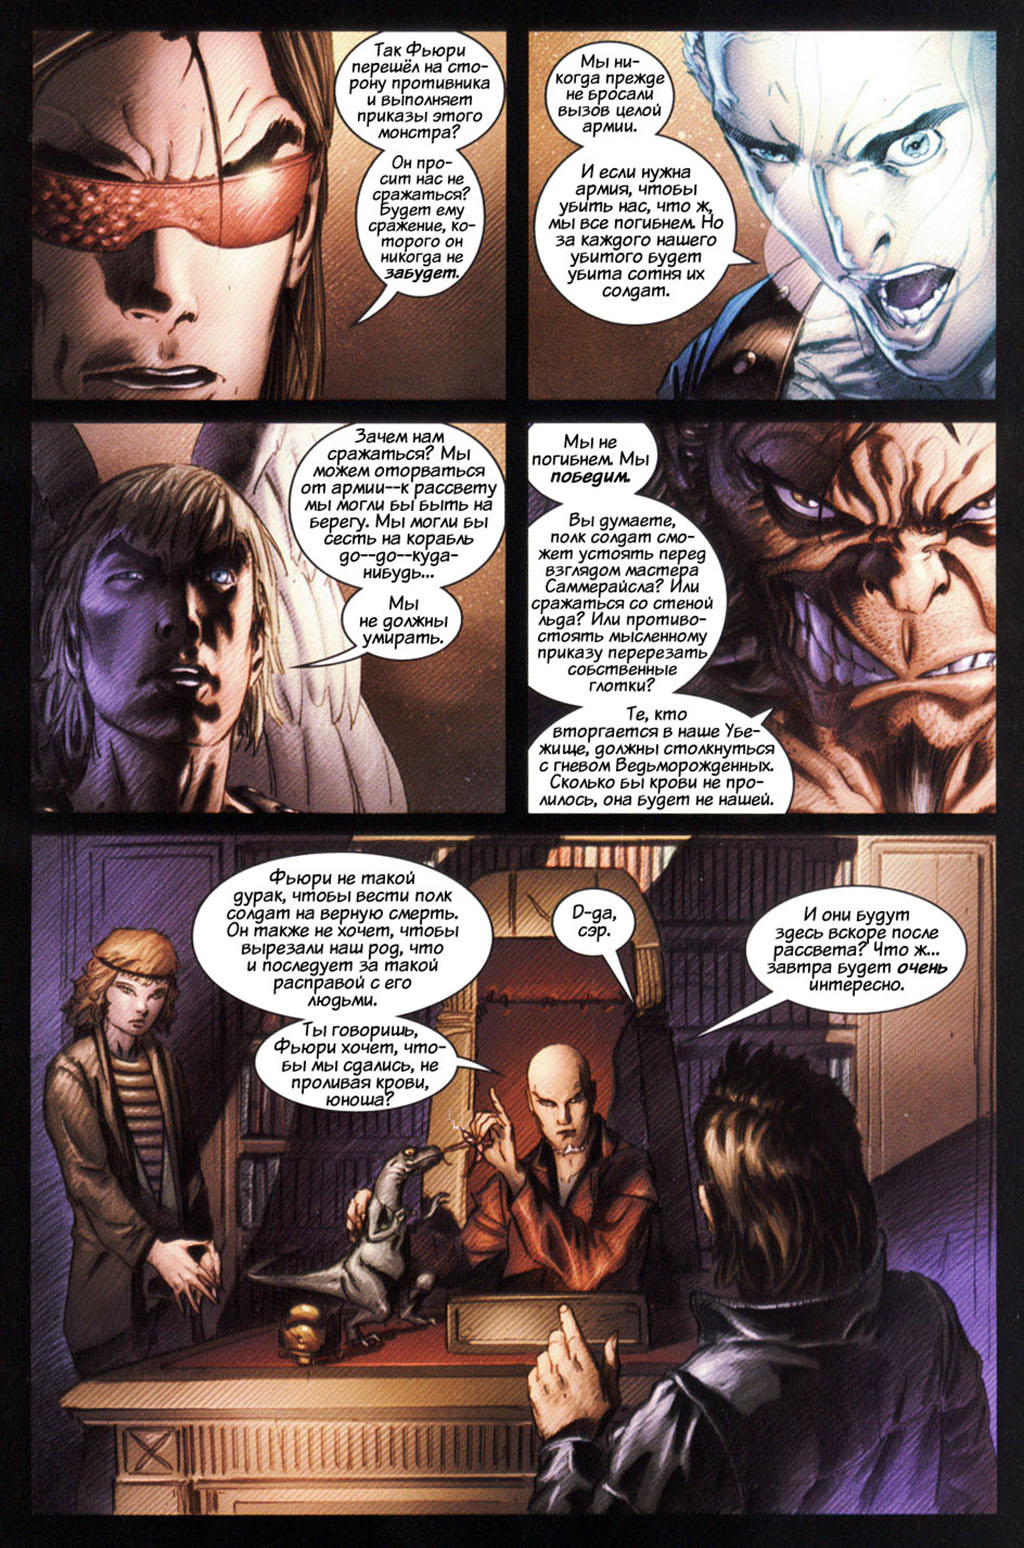 Так Фьюри
перешёл на сто-
рону противника
и выполняет
приказы этого
монстра?
Он про-
сит нас не
сражаться?
Будет ему
сражение, ко-
торого он
никогда не
забудет.
Мы ни-
когда прежде
не бросали
вызов целой
армии.
И если нужна
армия, чтобы
убить нас, что ж,
мы все погибнем. Но
за каждого нашего
убитого будет
убита сотня их
солдат.
Зачем нам
сражаться? Мы
можем оторваться
от армии--к рассвету
мы могли бы быть на
берегу. Мы могли бы
сесть на корабль
до--до--куда-
нибудь...
Мы
не должны
умирать.
Мы не
погибнем. Мы
победим.
Вы думаете,
полк солдат смо-
жет устоять перед
взглядом мастера
Саммерайсла? Или
сражаться со стеной
льда? Или противо-
стоять мысленному
приказу перерезать
собственные
глотки?
Те, кто
вторгается в наше Убе-
жище, должны столкнуться
с гневом Ведьморожденных.
Сколько бы крови не про-
лилось, она будет не нашей.
Фьюри не такой
дурак, чтобы вести полк
солдат на верную смерть.
Он также не хочет, чтобы
вырезали наш род, что
и последует за такой
расправой с его
людьми.
Ты говоришь,
Фьюри хочет, что-
бы мы сдались, не
проливая крови,
юноша?
D-да,
сэр.
И они будут
здесь вскоре после
рассвета? Что ж...
завтра будет очень
интересно.